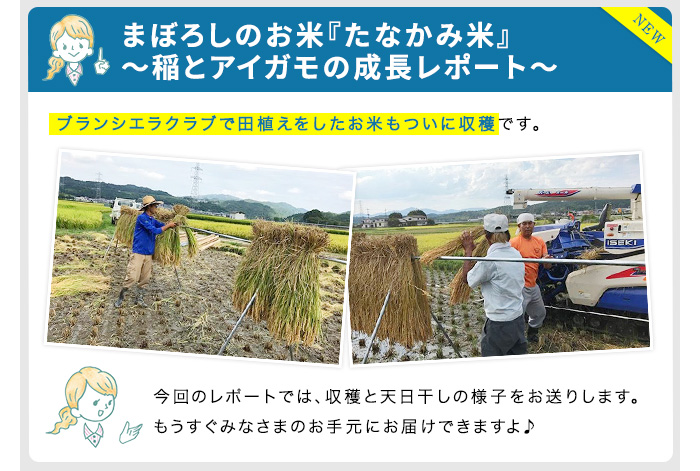 まぼろしのお米『たなかみ米』
～稲とアイガモの成長レポート～
NEW
ブランシエラクラブで田植えをしたお米もついに収穫です。
ISEKI
今回のレポートでは、収穫と天日干しの様子をお送りします。
もうすぐみなさまのお手元にお届けできますよ♪